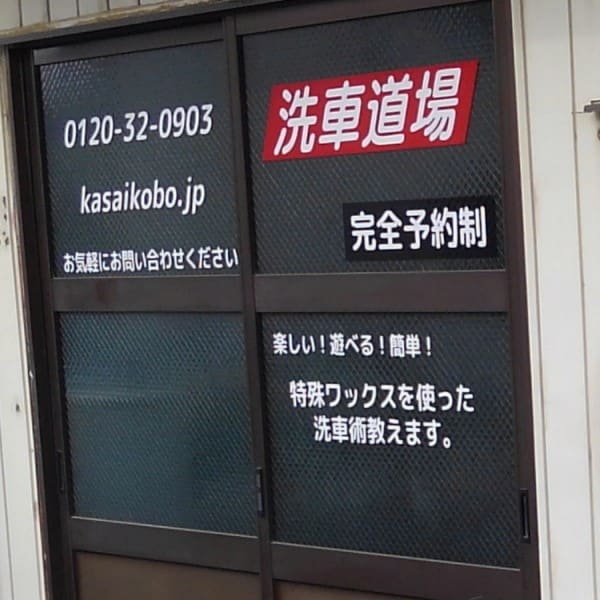 0120-32-0903
kasaikobo.jp
お気軽にお問い合わせください
洗車道場
完全予約制
楽しい！遊べる！簡単！
特殊ワックスを使った
洗車術教えます。